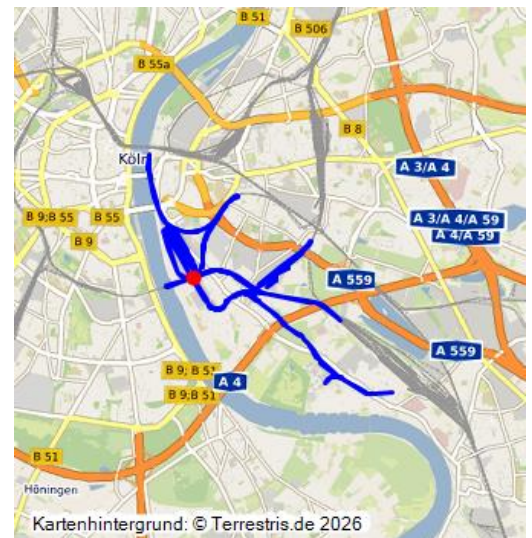 B 51
B 506
B 55a
B 8
Köln
A 3/A 4
B 9;B 55
B 55
A 3/A 4/A 59
B 9
A 4/A 59
A 559
A 559
B 9; B 51
A 4
B 9;B 51
B 51
Höningen
Kartenhintergrund: © Terrestris.de 2026